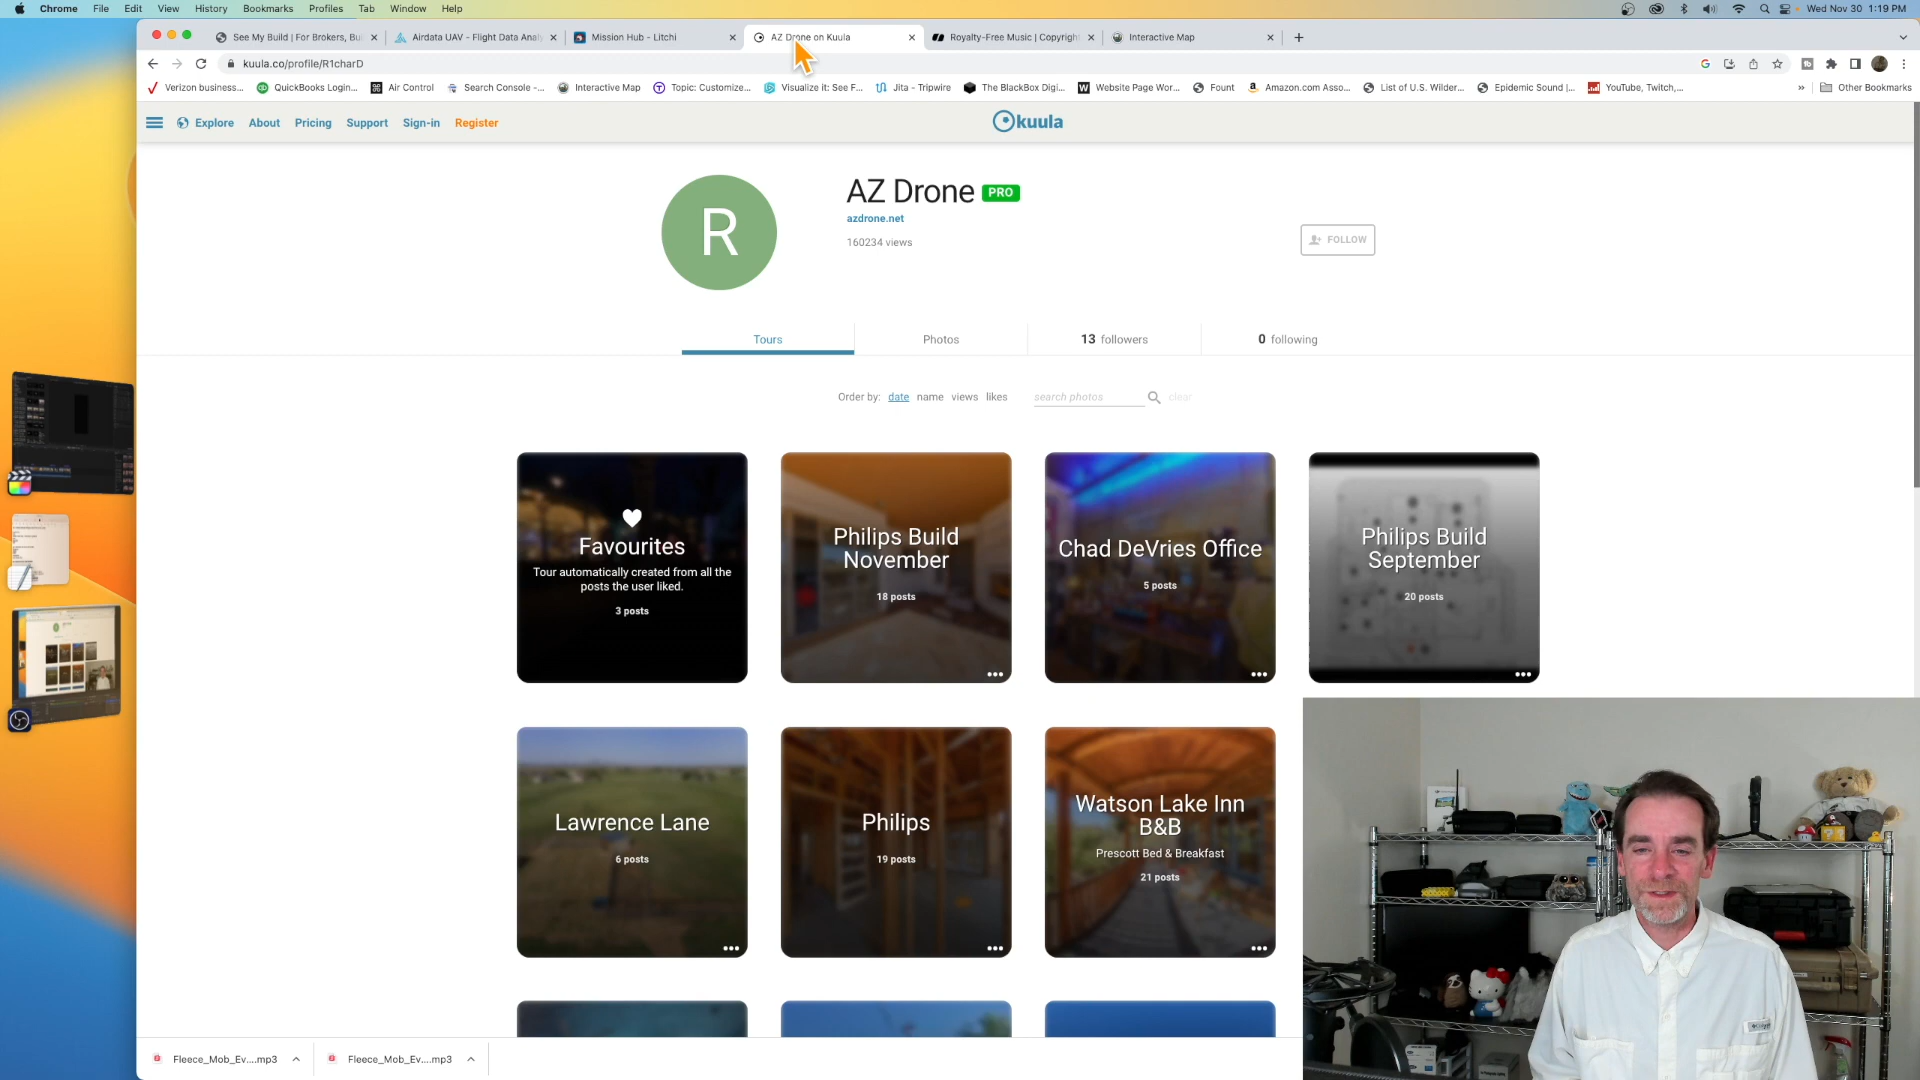 Chrome File Edit View History Bookmarks Profiles Tab Window Help
Wed Nov 30 1:19 PM
See My Build | For Brokers, Bu
Airdata UAV - Flight Data Anal
Mission Hub - Litchi
AZ Drone on Kuula
Royalty-Free Music | Copyright
Interactive Map
kuula.co/profile/R1charD
Verizon business...
QuickBooks Login...
Air Control
Search Console -...
Interactive Map
Topic: Customize...
Visualize it: See F...
Jita - Tripwire
The BlackBox Digi...
Website Page Wor...
Fount
Amazon.com Asso...
List of U.S. Wilder...
Epidemic Sound |...
YouTube, Twitch,...
»
Other Bookmarks
Explore About Pricing Support Sign-in Register
kuula
R
AZ Drone PRO
azdrone.net
160234 views
FOLLOW
Tours Photos 13 followers 0 following
Order by: date name views likes search photos clear
Favourites
Tour automatically created from all the
posts the user liked.
3 posts
Philips Build
November
18 posts
Chad DeVries Office
5 posts
Philips Build
September
20 posts
Lawrence Lane
6 posts
Philips
19 posts
Watson Lake Inn
B&B
Prescott Bed & Breakfast
21 posts
Fleece_Mob_Ev....mp3
Fleece_Mob_Ev....mp3